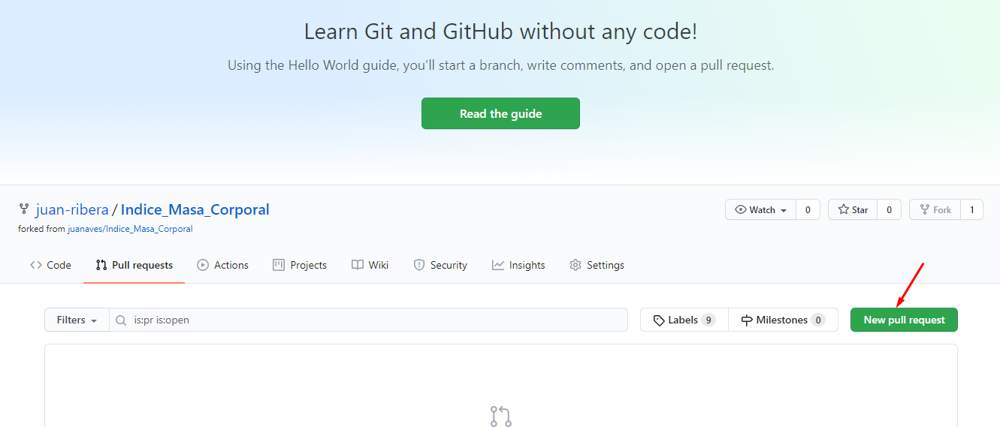 Learn Git and GitHub without any code!
Using the Hello World guide, you’ll start a branch, write comments, and open a pull request.
Read the guide
juan-ribera / Indice_Masa_Corporal
Watch 0 Star 0 Fork 1
forked from juanaves/Indice_Masa_Corporal
Code Pull requests Actions Projects Wiki Security Insights Settings
Filters is:pr is:open Labels 9 Milestones 0 New pull request